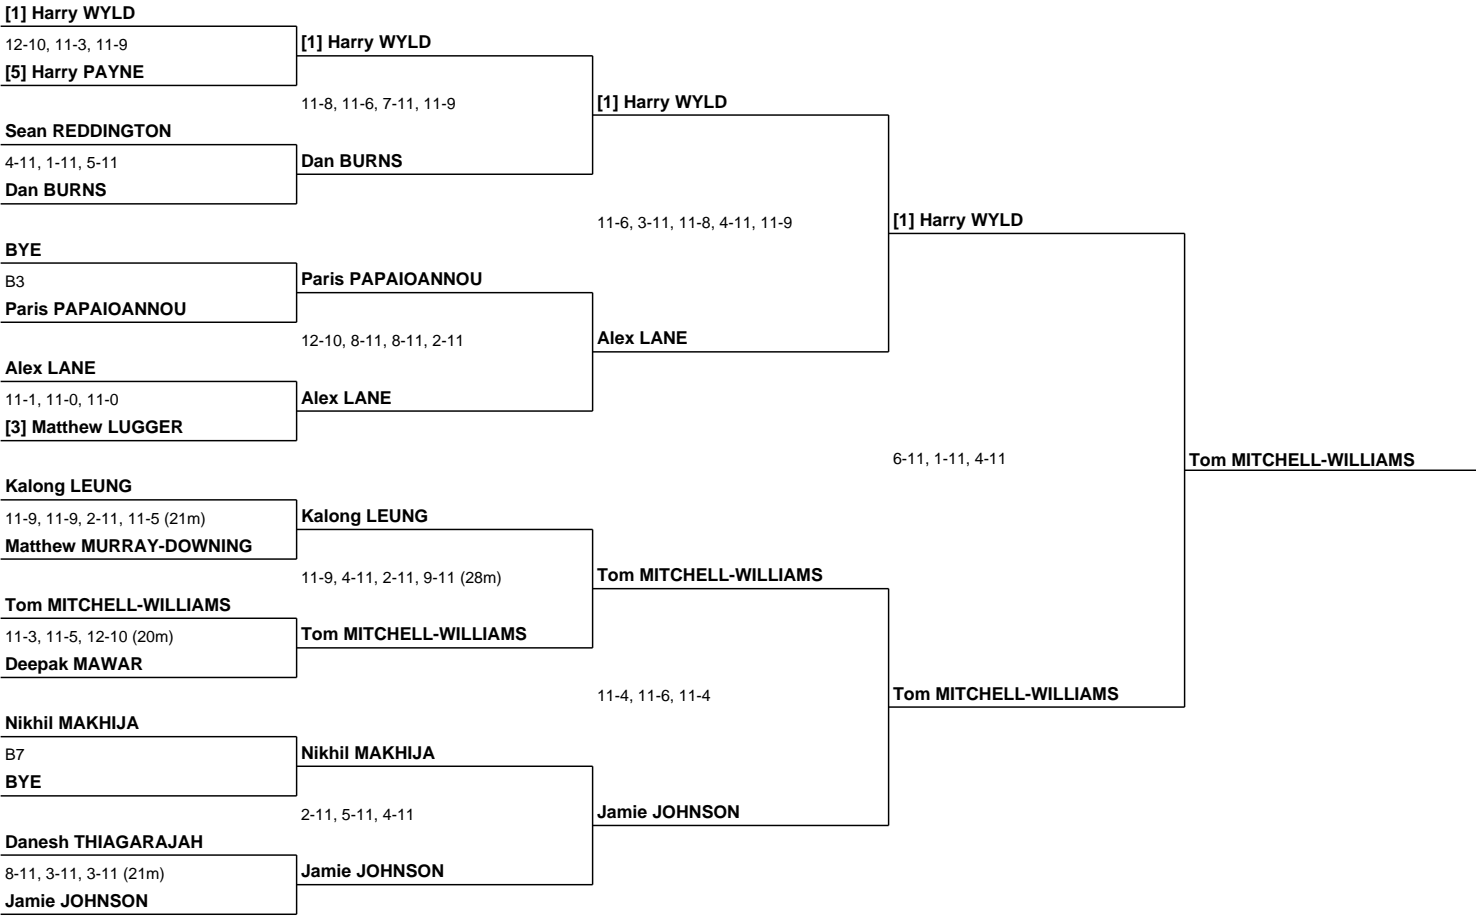 [1] Harry WYLD
12-10, 11-3, 11-9
[5] Harry PAYNE
Sean REDDINGTON
4-11, 1-11, 5-11
Dan BURNS
BYE
B3
Paris PAPAIOANNOU
Alex LANE
11-1, 11-0, 11-0
[3] Matthew LUGGER
Kalong LEUNG
11-9, 11-9, 2-11, 11-5 (21m)
Matthew MURRAY-DOWNING
Tom MITCHELL-WILLIAMS
11-3, 11-5, 12-10 (20m)
Deepak MAWAR
Nikhil MAKHIJA
B7
BYE
Danesh THIAGARAJAH
8-11, 3-11, 3-11 (21m)
Jamie JOHNSON
[1] Harry WYLD
11-8, 11-6, 7-11, 11-9
Dan BURNS
Paris PAPAIOANNOU
12-10, 8-11, 8-11, 2-11
Alex LANE
Kalong LEUNG
11-9, 4-11, 2-11, 9-11 (28m)
Tom MITCHELL-WILLIAMS
Nikhil MAKHIJA
2-11, 5-11, 4-11
Jamie JOHNSON
[1] Harry WYLD
11-6, 3-11, 11-8, 4-11, 11-9
Alex LANE
Tom MITCHELL-WILLIAMS
11-4, 11-6, 11-4
Jamie JOHNSON
[1] Harry WYLD
6-11, 1-11, 4-11
Tom MITCHELL-WILLIAMS
Tom MITCHELL-WILLIAMS